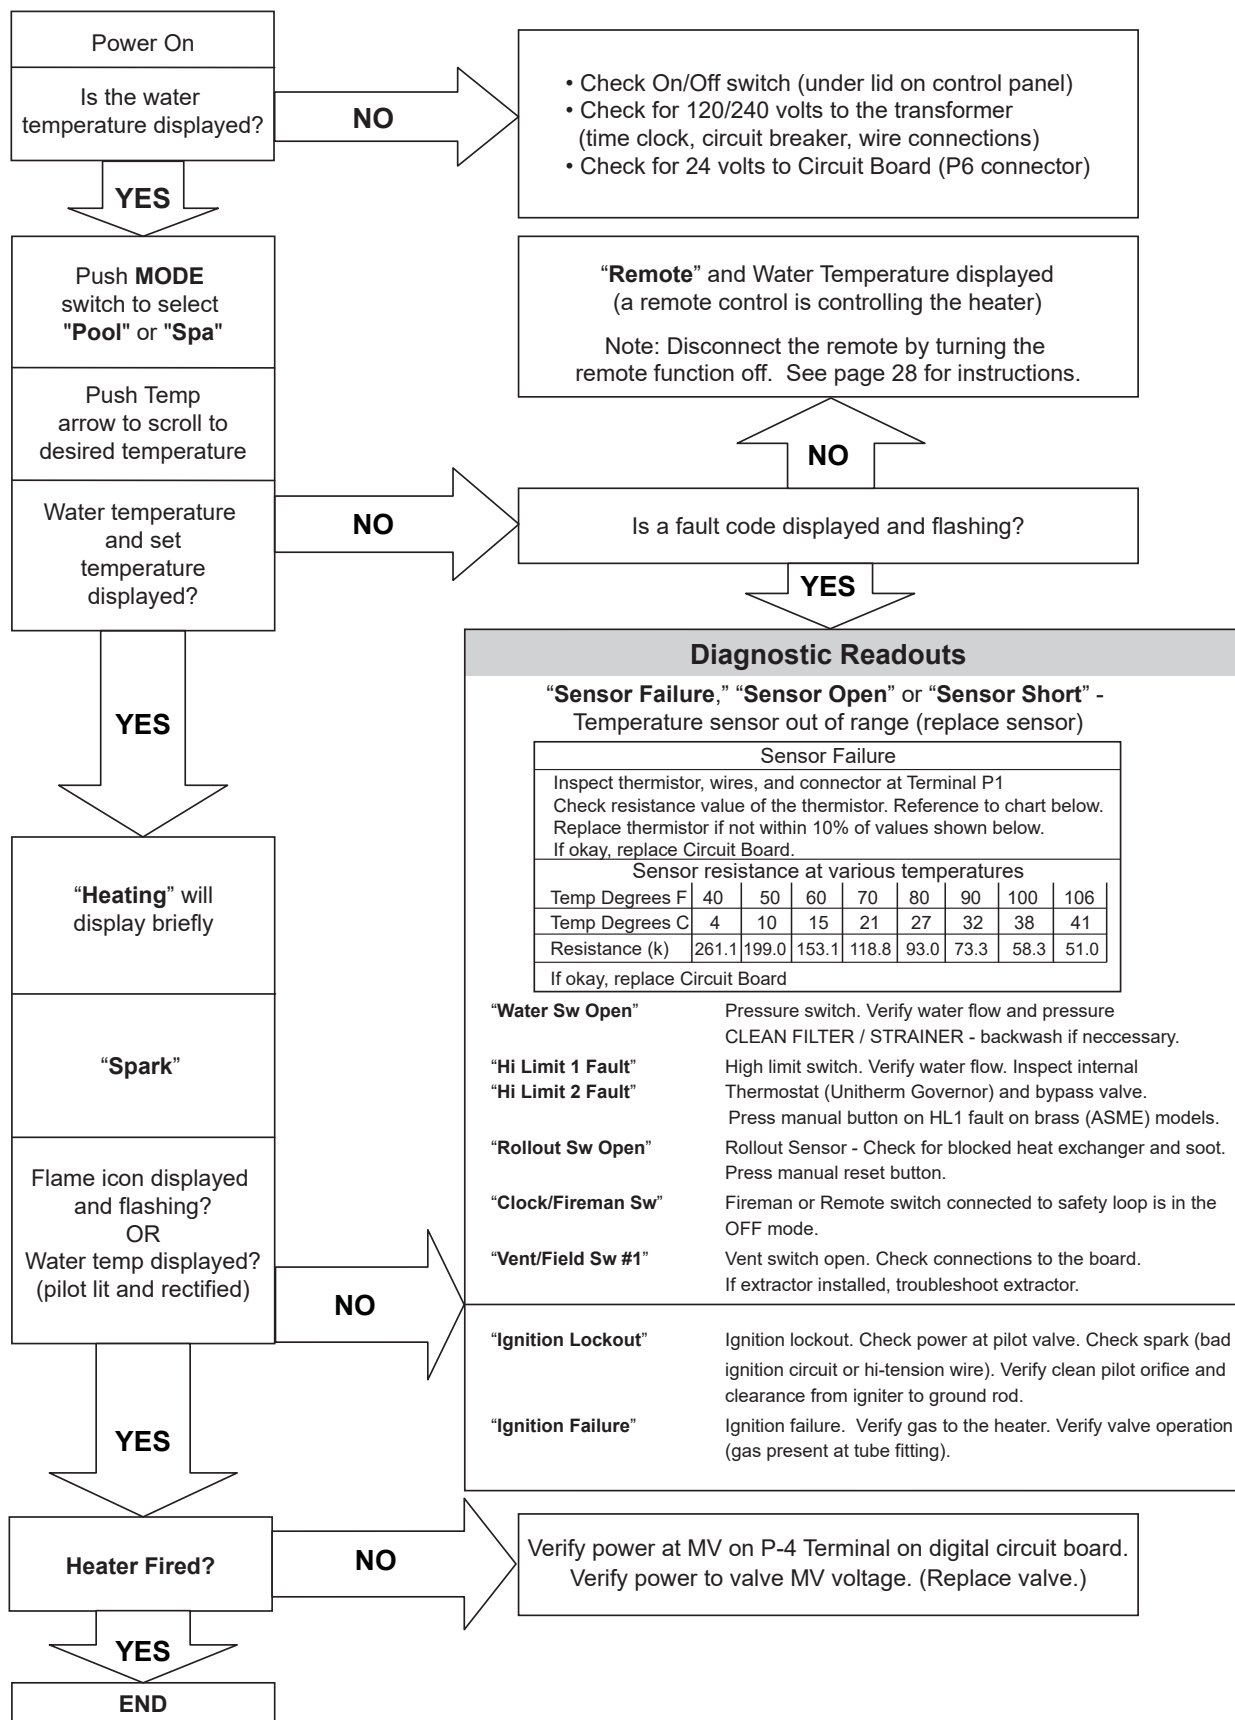 Power On
Is the water
temperature displayed?
NO
• Check On/Off switch (under lid on control panel)
• Check for 120/240 volts to the transformer
(time clock, circuit breaker, wire connections)
• Check for 24 volts to Circuit Board (P6 connector)
YES
Push MODE
switch to select
"Pool" or "Spa"
Push Temp
arrow to scroll to
desired temperature
Water temperature
and set
temperature
displayed?
NO
Is a fault code displayed and flashing?
NO
“Remote” and Water Temperature displayed
(a remote control is controlling the heater)
Note: Disconnect the remote by turning the
remote function off. See page 28 for instructions.
YES
Diagnostic Readouts
“Sensor Failure,” “Sensor Open” or “Sensor Short” -
Temperature sensor out of range (replace sensor)
Sensor Failure
Inspect thermistor, wires, and connector at Terminal P1
Check resistance value of the thermistor. Reference to chart below.
Replace thermistor if not within 10% of values shown below.
If okay, replace Circuit Board.
Sensor resistance at various temperatures
Temp Degrees F 40 50 60 70 80 90 100 106
Temp Degrees C 4 10 15 21 27 32 38 41
Resistance (k) 261.1 199.0 153.1 118.8 93.0 73.3 58.3 51.0
If okay, replace Circuit Board
“Water Sw Open” Pressure switch. Verify water flow and pressure
CLEAN FILTER / STRAINER - backwash if neccessary.
“Hi Limit 1 Fault” High limit switch. Verify water flow. Inspect internal
“Hi Limit 2 Fault” Thermostat (Unitherm Governor) and bypass valve.
Press manual button on HL1 fault on brass (ASME) models.
“Rollout Sw Open” Rollout Sensor - Check for blocked heat exchanger and soot.
Press manual reset button.
“Clock/Fireman Sw” Fireman or Remote switch connected to safety loop is in the
OFF mode.
“Vent/Field Sw #1” Vent switch open. Check connections to the board.
If extractor installed, troubleshoot extractor.
“Ignition Lockout” Ignition lockout. Check power at pilot valve. Check spark (bad
ignition circuit or hi-tension wire). Verify clean pilot orifice and
clearance from igniter to ground rod.
“Ignition Failure” Ignition failure. Verify gas to the heater. Verify valve operation
(gas present at tube fitting).
YES
“Heating” will
display briefly
“Spark”
Flame icon displayed
and flashing?
OR
Water temp displayed?
(pilot lit and rectified)
NO
YES
Heater Fired?
NO
Verify power at MV on P-4 Terminal on digital circuit board.
Verify power to valve MV voltage. (Replace valve.)
YES
END